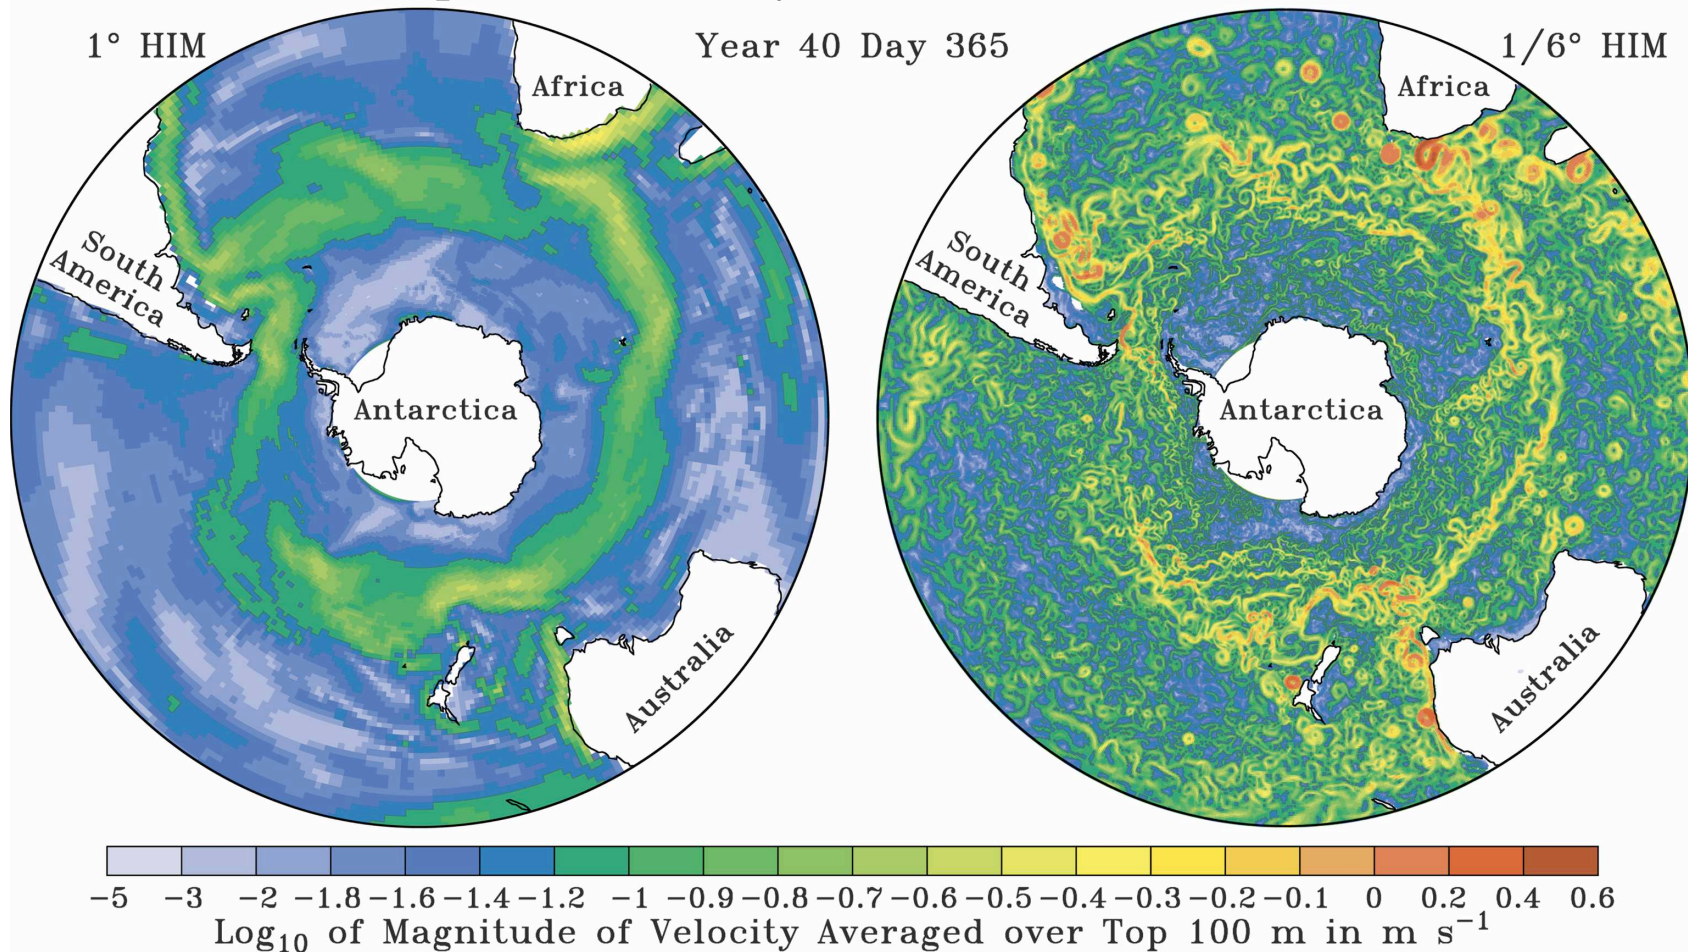 1° HIM
Year 40 Day 365
1/6° HIM
Africa
Africa
South
America
South
America
Antarctica
Antarctica
Australia
Australia
−5 −3 −2 −1.8 −1.6 −1.4 −1.2 −1 −0.9 −0.8 −0.7 −0.6 −0.5 −0.4 −0.3 −0.2 −0.1 0 0.2 0.4 0.6
Log₁₀ of Magnitude of Velocity Averaged over Top 100 m in m s⁻¹